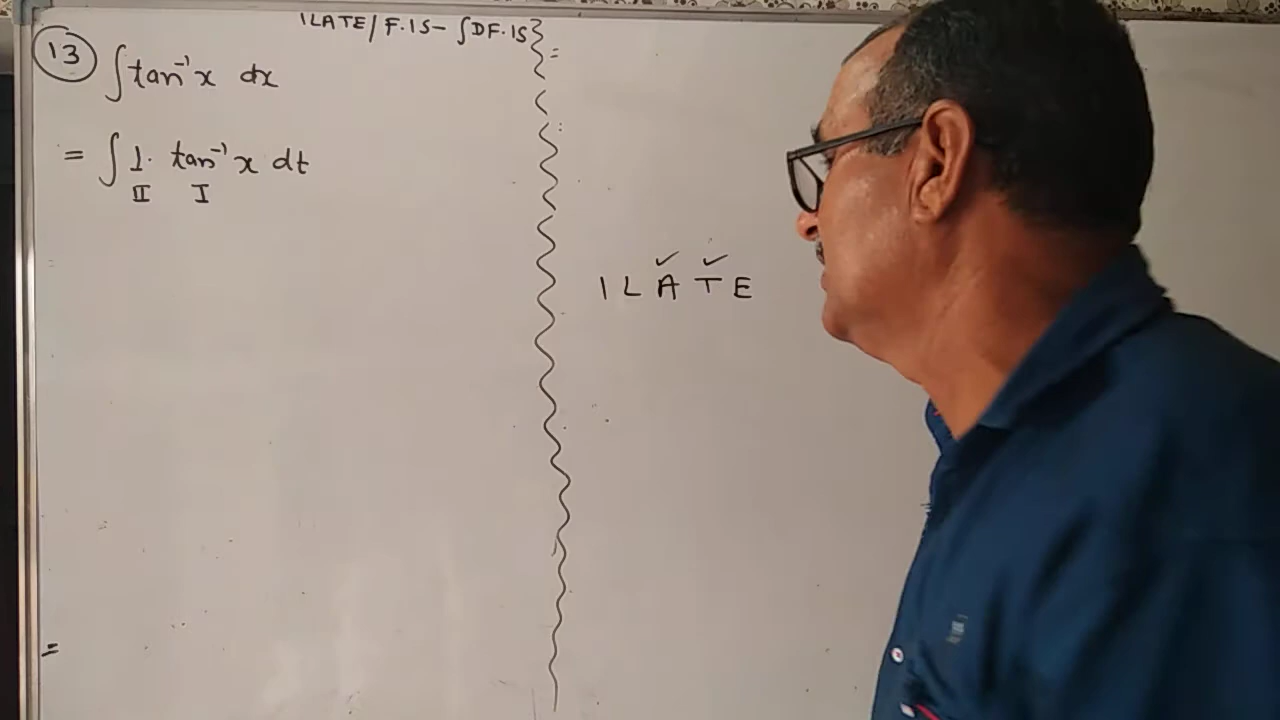 ILATE/F.IS-∫DF.IS
13 ∫tan⁻¹x dx
= ∫1. tan⁻¹x dt
II I
=
ILATE